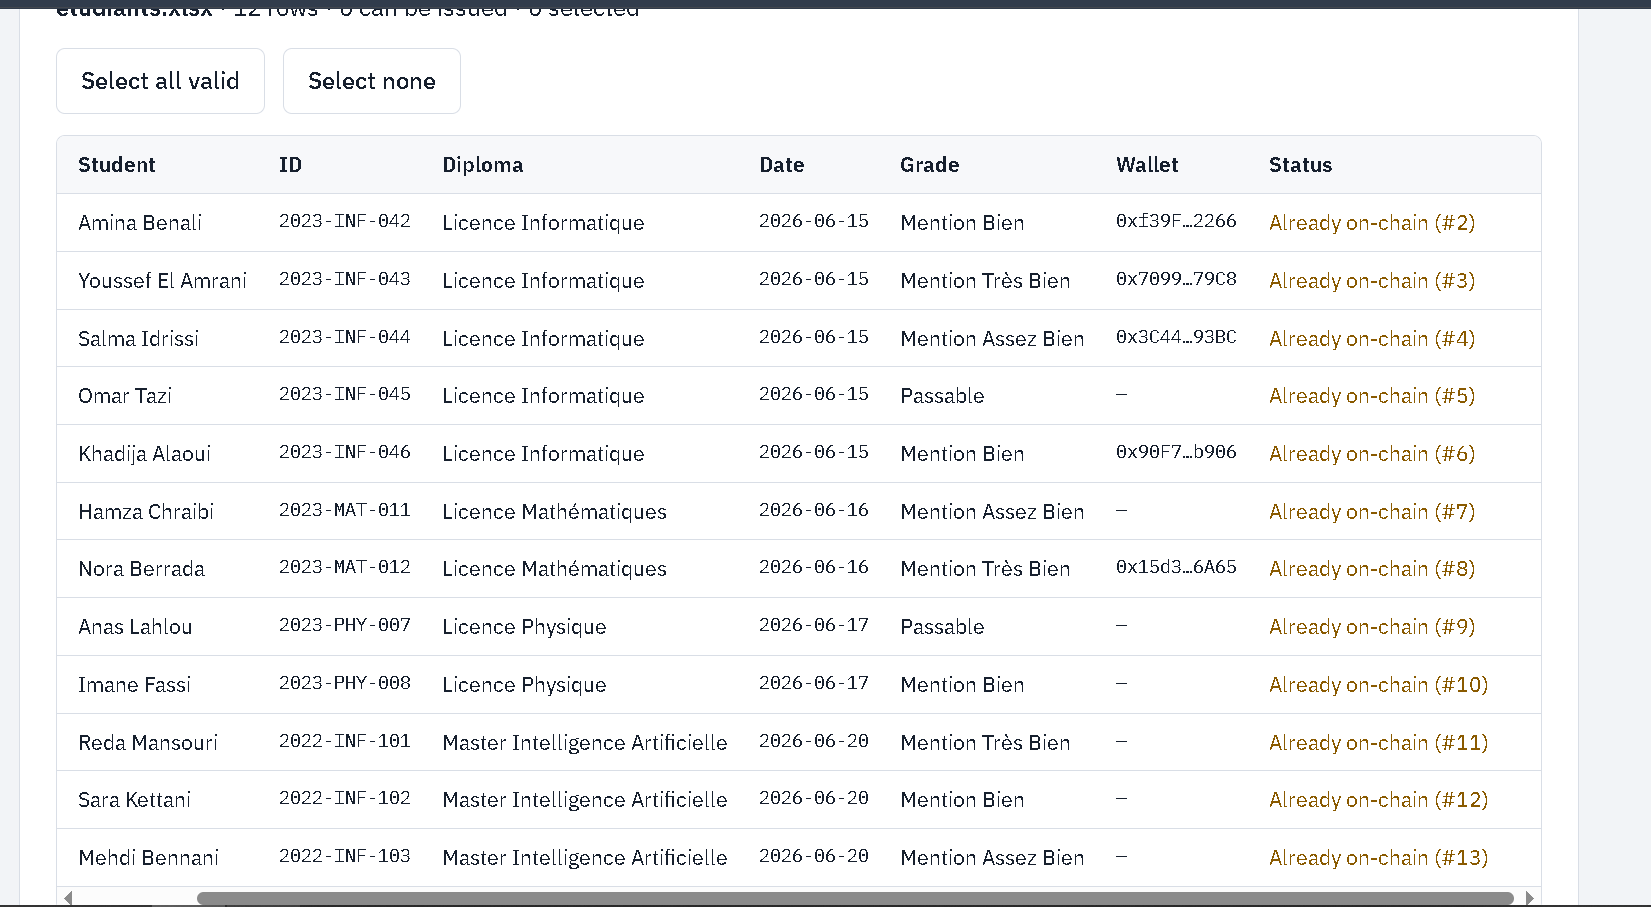 etudiants.xlsx · 12 rows · 0 can be issued · 0 selected
Select all valid Select none
Student ID Diploma Date Grade Wallet Status
Amina Benali 2023-INF-042 Licence Informatique 2026-06-15 Mention Bien 0xf39F…2266 Already on-chain (#2)
Youssef El Amrani 2023-INF-043 Licence Informatique 2026-06-15 Mention Très Bien 0x7099…79C8 Already on-chain (#3)
Salma Idrissi 2023-INF-044 Licence Informatique 2026-06-15 Mention Assez Bien 0x3C44…93BC Already on-chain (#4)
Omar Tazi 2023-INF-045 Licence Informatique 2026-06-15 Passable — Already on-chain (#5)
Khadija Alaoui 2023-INF-046 Licence Informatique 2026-06-15 Mention Bien 0x90F7…b906 Already on-chain (#6)
Hamza Chraibi 2023-MAT-011 Licence Mathématiques 2026-06-16 Mention Assez Bien — Already on-chain (#7)
Nora Berrada 2023-MAT-012 Licence Mathématiques 2026-06-16 Mention Très Bien 0x15d3…6A65 Already on-chain (#8)
Anas Lahlou 2023-PHY-007 Licence Physique 2026-06-17 Passable — Already on-chain (#9)
Imane Fassi 2023-PHY-008 Licence Physique 2026-06-17 Mention Bien — Already on-chain (#10)
Reda Mansouri 2022-INF-101 Master Intelligence Artificielle 2026-06-20 Mention Très Bien — Already on-chain (#11)
Sara Kettani 2022-INF-102 Master Intelligence Artificielle 2026-06-20 Mention Bien — Already on-chain (#12)
Mehdi Bennani 2022-INF-103 Master Intelligence Artificielle 2026-06-20 Mention Assez Bien — Already on-chain (#13)